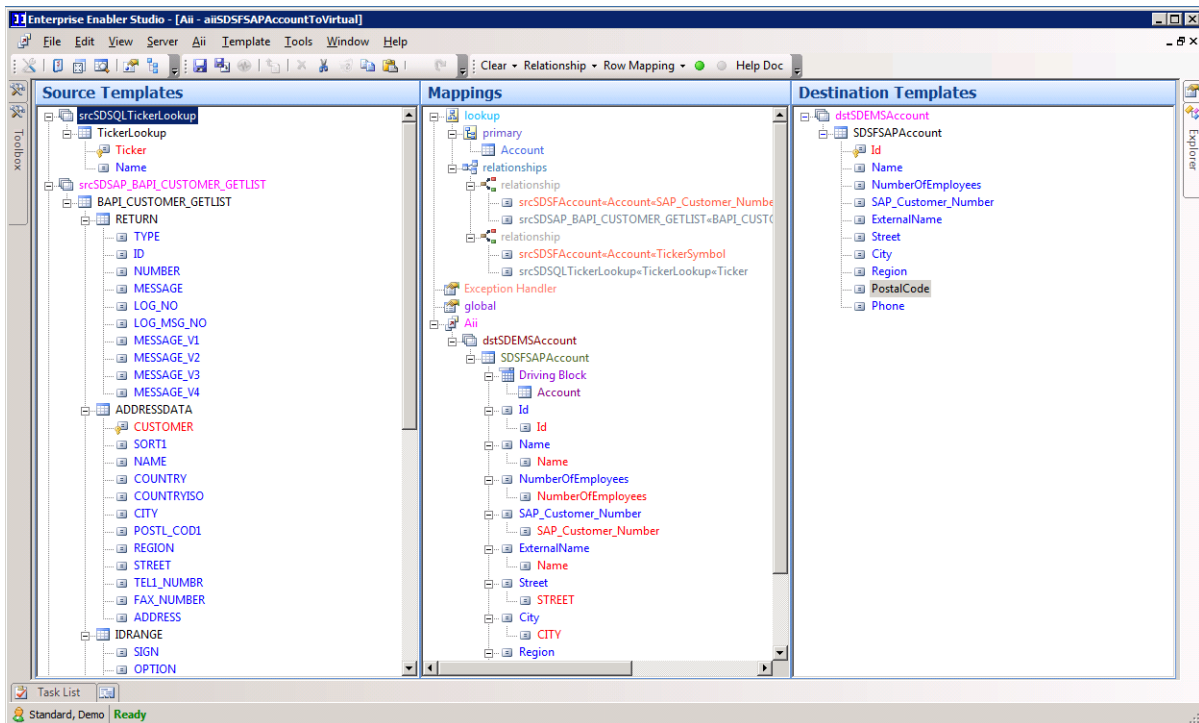 Enterprise Enabler Studio - [Aii - aiiSDSFSAPAccountToVirtual]
File Edit View Server Aii Template Tools Window Help
Clear Relationship Row Mapping Help Doc
Toolbox
Source Templates
srcSDSQLTickerLookup
TickerLookup
Ticker
Name
srcSDSAP_BAPI_CUSTOMER_GETLIST
BAPI_CUSTOMER_GETLIST
RETURN
TYPE
ID
NUMBER
MESSAGE
LOG_NO
LOG_MSG_NO
MESSAGE_V1
MESSAGE_V2
MESSAGE_V3
MESSAGE_V4
ADDRESSDATA
CUSTOMER
SORT1
NAME
COUNTRY
COUNTRYISO
CITY
POSTL_COD1
REGION
STREET
TEL1_NUMBR
FAX_NUMBER
ADDRESS
IDRANGE
SIGN
OPTION
Mappings
lookup
primary
Account
relationships
relationship
srcSDSFAccount«Account«SAP_Customer_Numbe
srcSDSAP_BAPI_CUSTOMER_GETLIST«BAPI_CUSTO
relationship
srcSDSFAccount«Account«TickerSymbol
srcSDSQLTickerLookup«TickerLookup«Ticker
Exception Handler
global
Aii
dstSDEMSAccount
SDSFSAPAccount
Driving Block
Account
Id
Id
Name
Name
NumberOfEmployees
NumberOfEmployees
SAP_Customer_Number
SAP_Customer_Number
ExternalName
Name
Street
STREET
City
CITY
Region
Destination Templates
dstSDEMSAccount
SDSFSAPAccount
Id
Name
NumberOfEmployees
SAP_Customer_Number
ExternalName
Street
City
Region
PostalCode
Phone
Explorer
Task List
Standard, Demo Ready